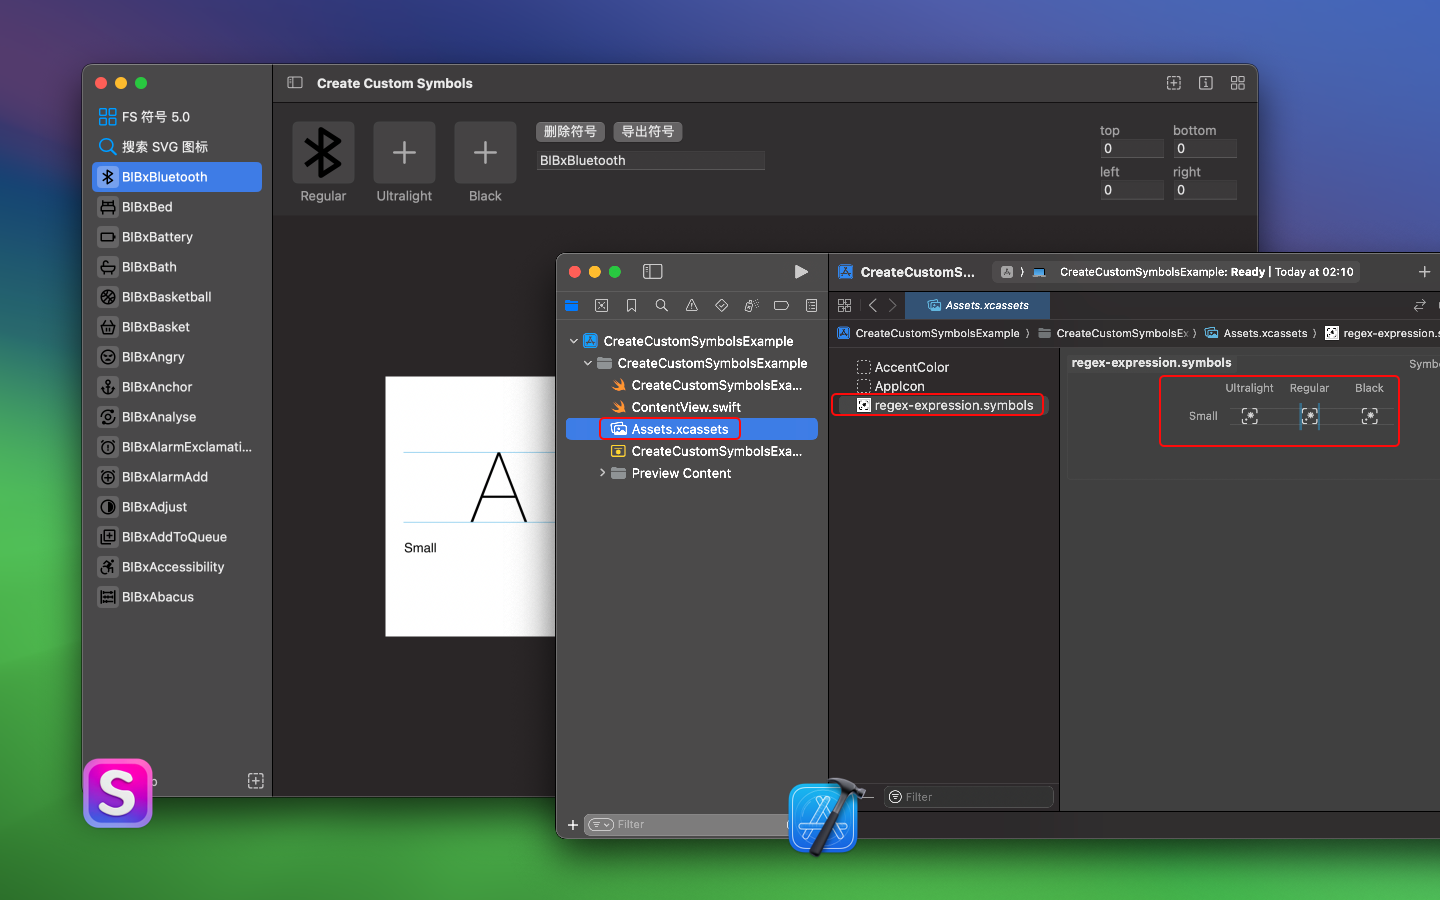 Create Custom Symbols
FS 符号 5.0
搜索 SVG 图标
BIBxBluetooth
BIBxBed
BIBxBattery
BIBxBath
BIBxBasketball
BIBxBasket
BIBxAngry
BIBxAnchor
BIBxAnalyse
BIBxAlarmExclamati...
BIBxAlarmAdd
BIBxAdjust
BIBxAddToQueue
BIBxAccessibility
BIBxAbacus
Regular
Ultralight
Black
删除符号
导出符号
BIBxBluetooth
top
0
bottom
0
left
0
right
0
A
Small
S
CreateCustomS...
CreateCustomSymbolsExample: Ready | Today at 02:10
Assets.xcassets
CreateCustomSymbolsExample
CreateCustomSymbolsEx
Assets.xcassets
regex-expression.s
CreateCustomSymbolsExample
CreateCustomSymbolsExample
CreateCustomSymbolsExa...
ContentView.swift
Assets.xcassets
CreateCustomSymbolsExa...
Preview Content
Filter
AccentColor
AppIcon
regex-expression.symbols
Filter
regex-expression.symbols
Symbo
Ultralight
Regular
Black
Small